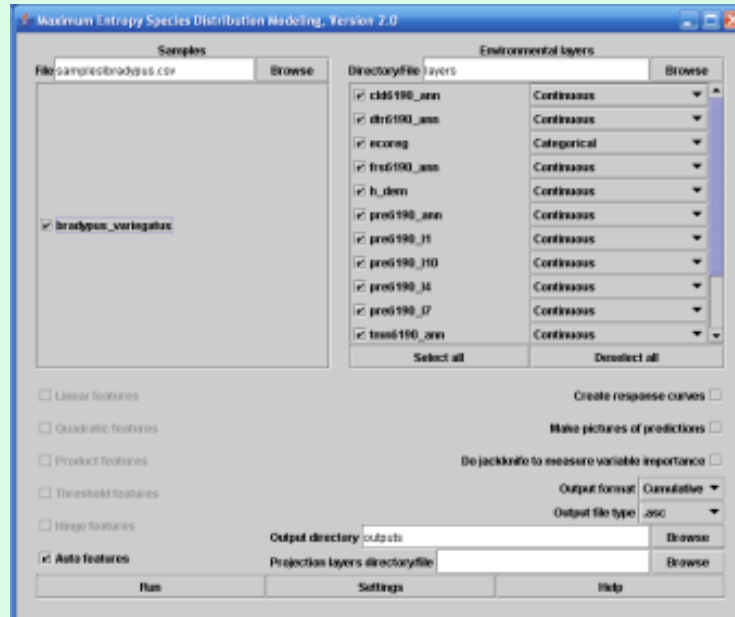 Maximum Entropy Species Distribution Modeling, Version 2.0
Samples
File samples\bradypus.csv Browse
bradypus_variegatus
Environmental layers
Directory/File layers Browse
cld6190_ann Continuous
dtr6190_ann Continuous
ecoreg Categorical
frs6190_ann Continuous
h_dem Continuous
pre6190_ann Continuous
pre6190_l1 Continuous
pre6190_l10 Continuous
pre6190_l4 Continuous
pre6190_l7 Continuous
tmn6190_ann Continuous
Select all Deselect all
Linear features
Quadratic features
Product features
Threshold features
Hinge features
Auto features
Create response curves
Make pictures of predictions
Do jackknife to measure variable importance
Output format Cumulative
Output file type .asc
Output directory outputs Browse
Projection layers directory/file Browse
Run Settings Help